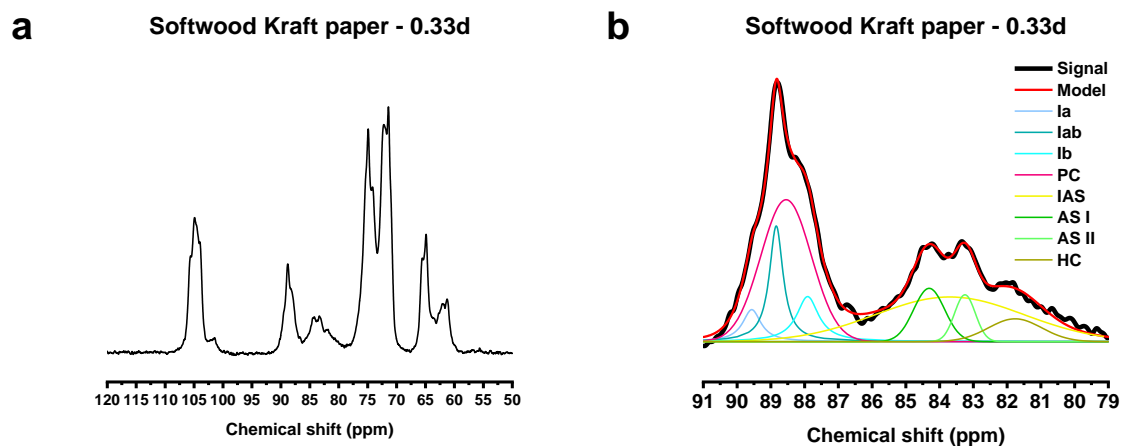 a
Softwood Kraft paper - 0.33d
120 115 105 100 95 90 85 80 75 70 65 60 55 50
Chemical shift (ppm)
b
Softwood Kraft paper - 0.33d
Signal
Model
Ia
Iab
Ib
PC
IAS
AS I
AS II
HC
91 90 89 88 87 86 85 84 83 82 81 80 79
Chemical shift (ppm)